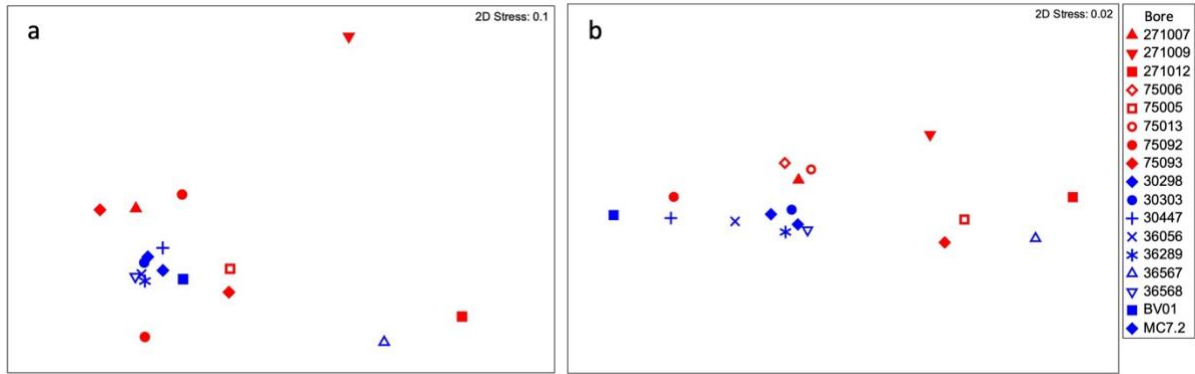 a
2D Stress: 0.1
b
2D Stress: 0.02
Bore
271007
271009
271012
75006
75005
75013
75092
75093
30298
30303
30447
36056
36289
36567
36568
BV01
MC7.2